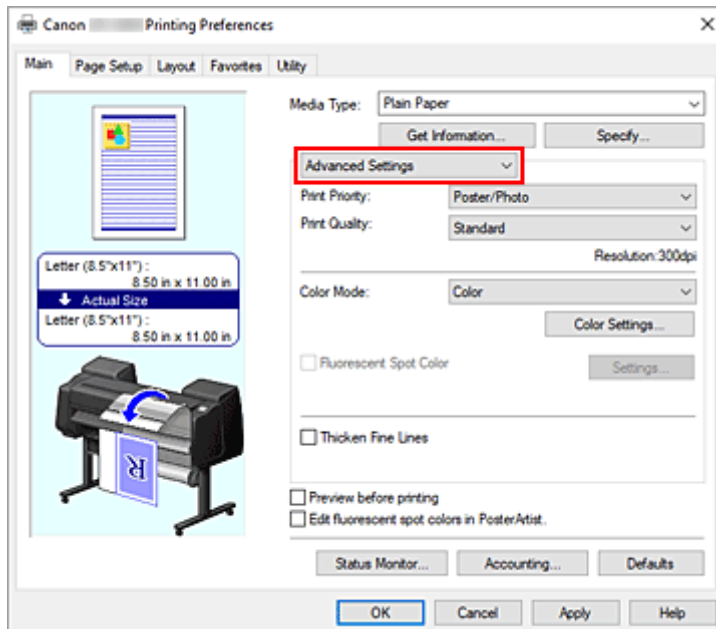 Canon Printing Preferences
Main Page Setup Layout Favorites Utility
Media Type: Plain Paper
Get Information... Specify...
Advanced Settings
Print Priority: Poster/Photo
Print Quality: Standard
Resolution:300dpi
Letter (8.5"x11") :
8.50 in x 11.00 in
Actual Size
Letter (8.5"x11") :
8.50 in x 11.00 in
Color Mode: Color
Color Settings...
Fluorescent Spot Color Settings...
Thicken Fine Lines
R
Preview before printing
Edit fluorescent spot colors in PosterArtist.
Status Monitor... Accounting... Defaults
OK Cancel Apply Help